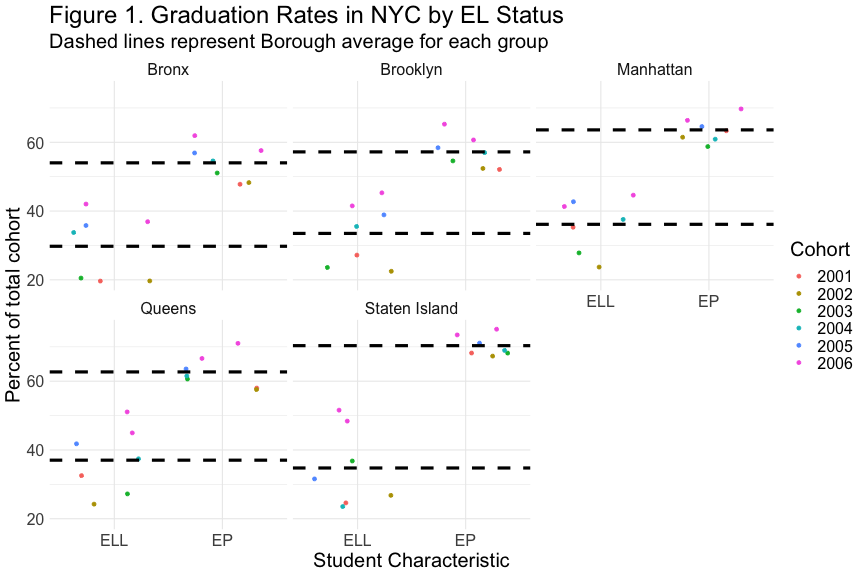 Figure 1. Graduation Rates in NYC by EL Status
Dashed lines represent Borough average for each group
Bronx
Brooklyn
Manhattan
60
40
20
Percent of total cohort
ELL
EP
Queens
Staten Island
60
40
20
ELL
EP
ELL
EP
Student Characteristic
Cohort
2001
2002
2003
2004
2005
2006